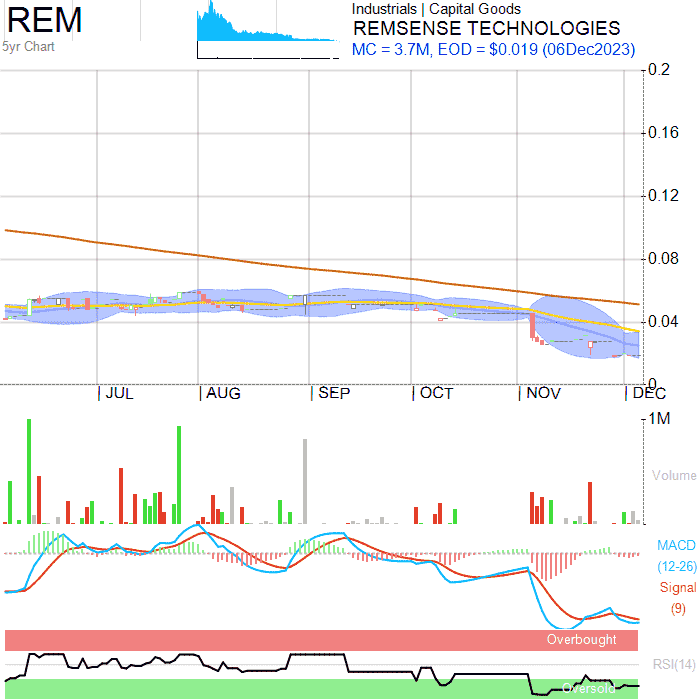 REM
5yr Chart
Industrials | Capital Goods
REMSENSE TECHNOLOGIES
MC = 3.7M, EOD = $0.019 (06Dec2023)
0.2
0.16
0.12
0.08
0.04
0
JUL AUG SEP OCT NOV DEC
1M
Volume
MACD
(12-26)
Signal
(9)
Overbought
RSI(14)
Oversold